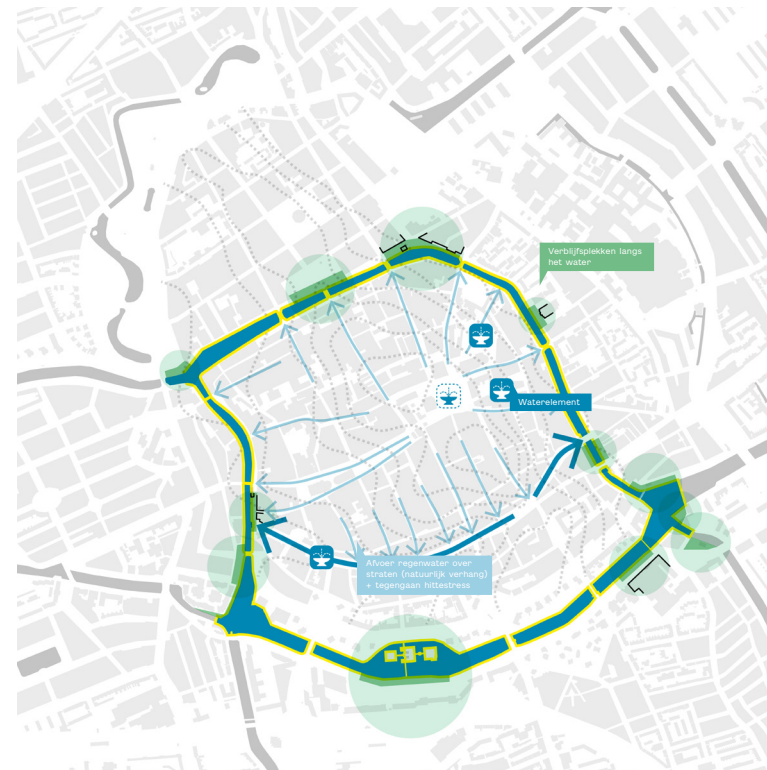 Verblijfsplekken langs
het water
Waterelement
Afvoer regenwater over
straten (natuurlijk verhang)
+ tegengaan hittestress